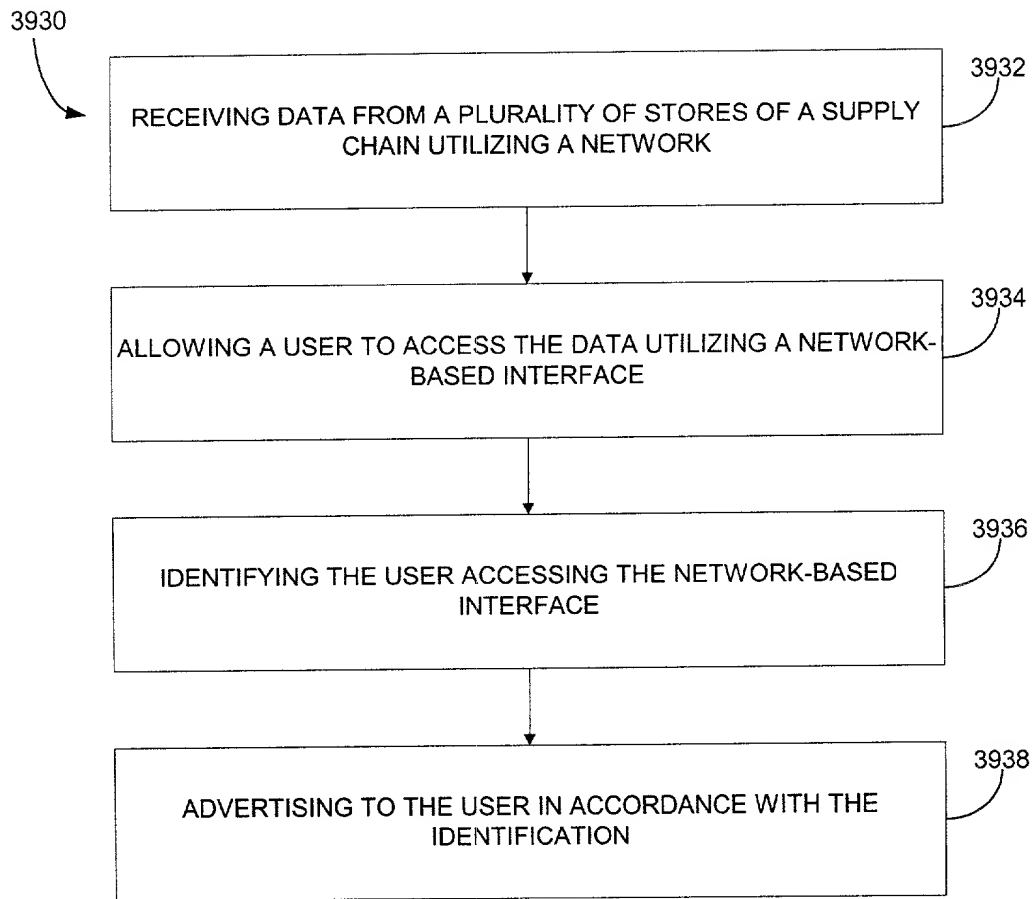 3930
3932
RECEIVING DATA FROM A PLURALITY OF STORES OF A SUPPLY
CHAIN UTILIZING A NETWORK
3934
ALLOWING A USER TO ACCESS THE DATA UTILIZING A NETWORK-
BASED INTERFACE
3936
IDENTIFYING THE USER ACCESSING THE NETWORK-BASED
INTERFACE
3938
ADVERTISING TO THE USER IN ACCORDANCE WITH THE
IDENTIFICATION